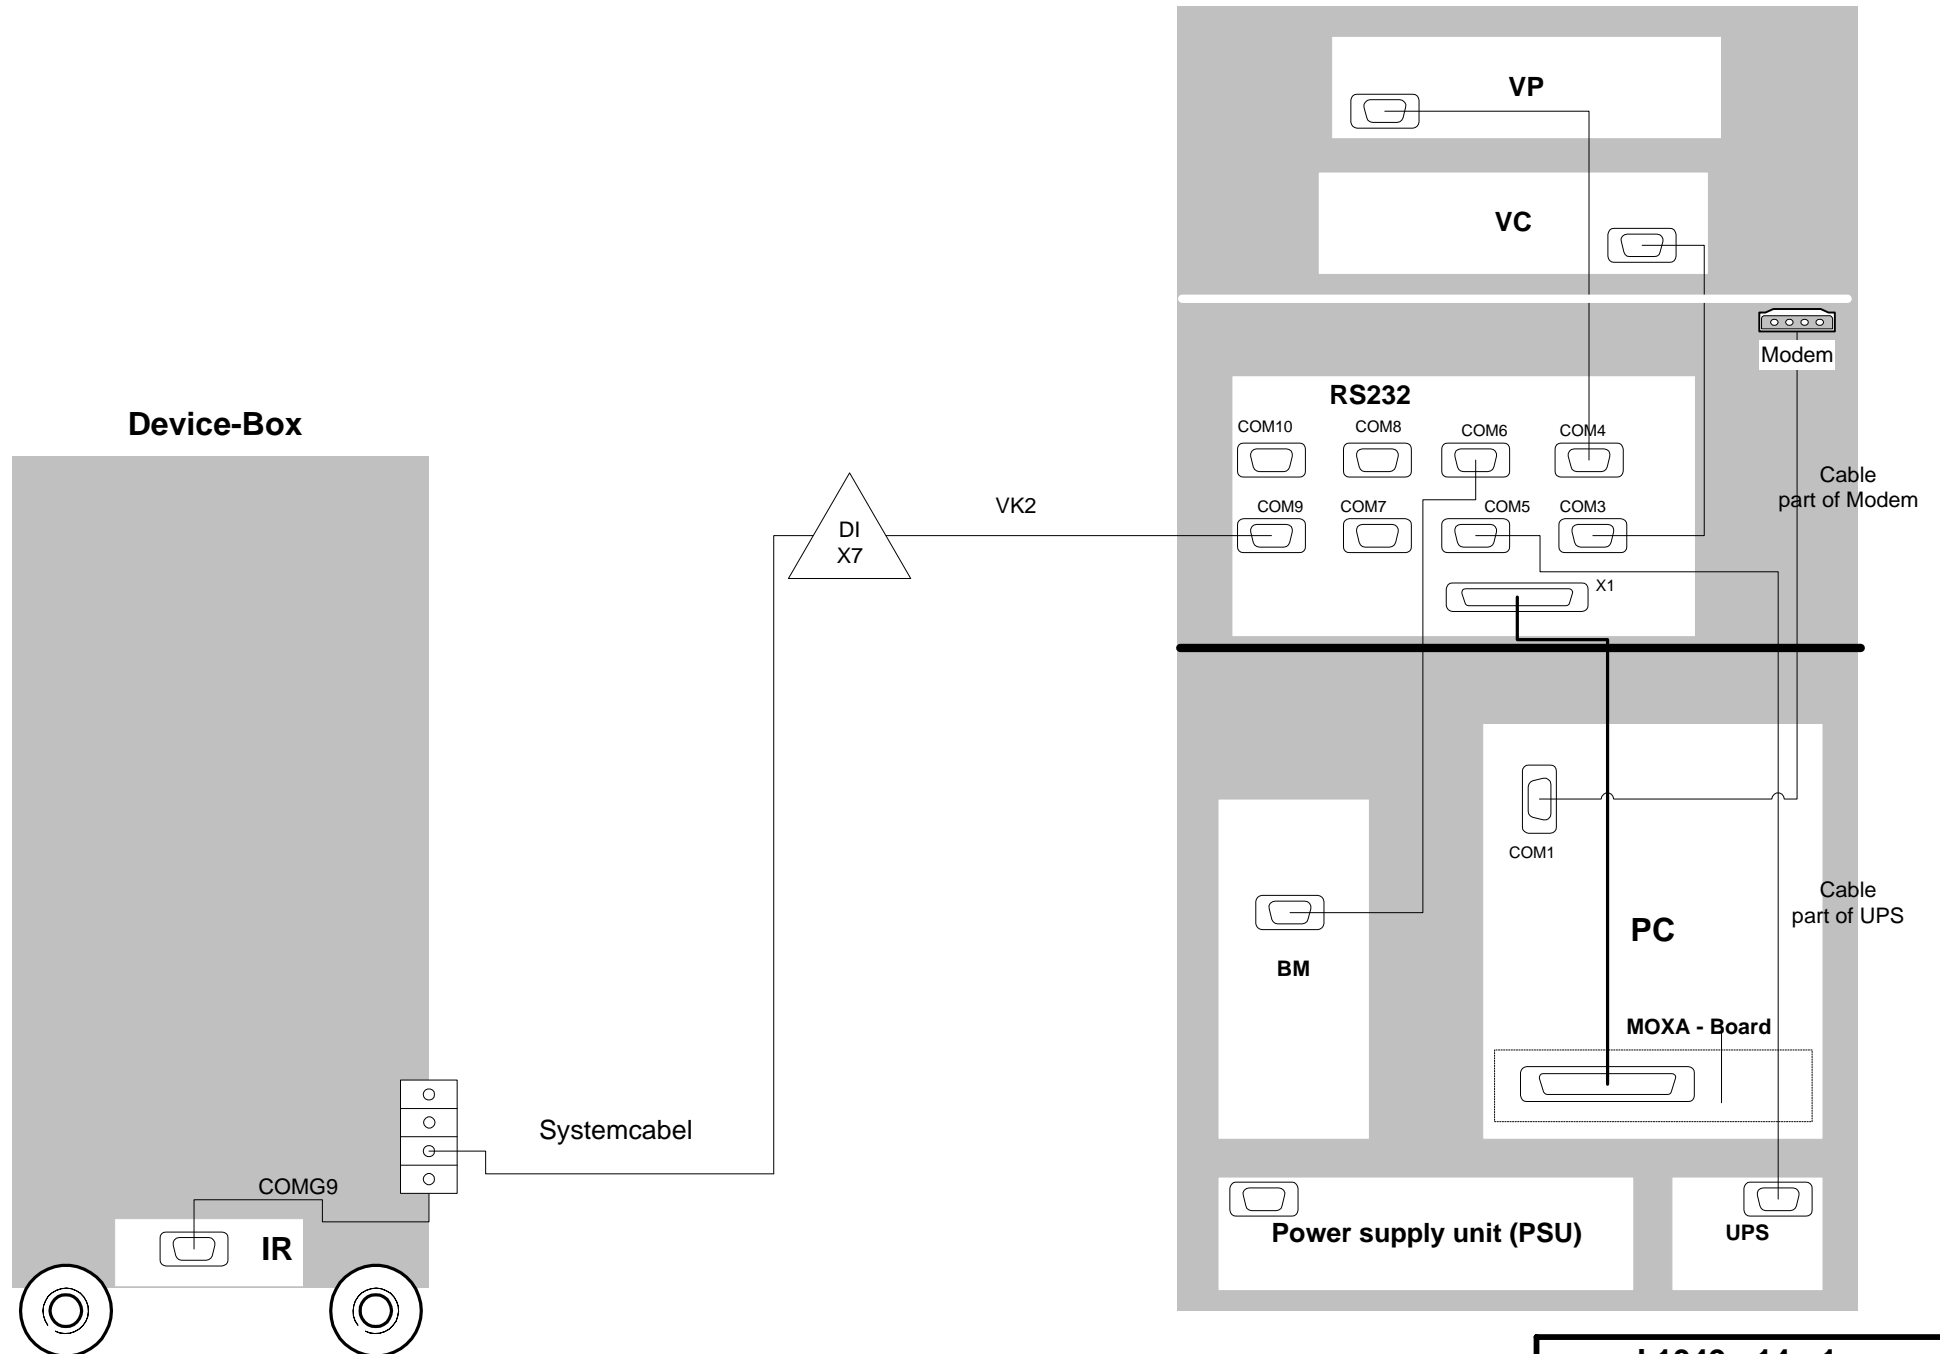 VP
VC
Modem
RS232
COM10
COM8
COM6
COM4
Device-Box
Cable
part of Modem
VK2
COM9
COM7
COM5
COM3
DI
X7
X1
COM1
Cable
part of UPS
PC
BM
MOXA - Board
Systemcabel
COMG9
IR
Power supply unit (PSU)
UPS